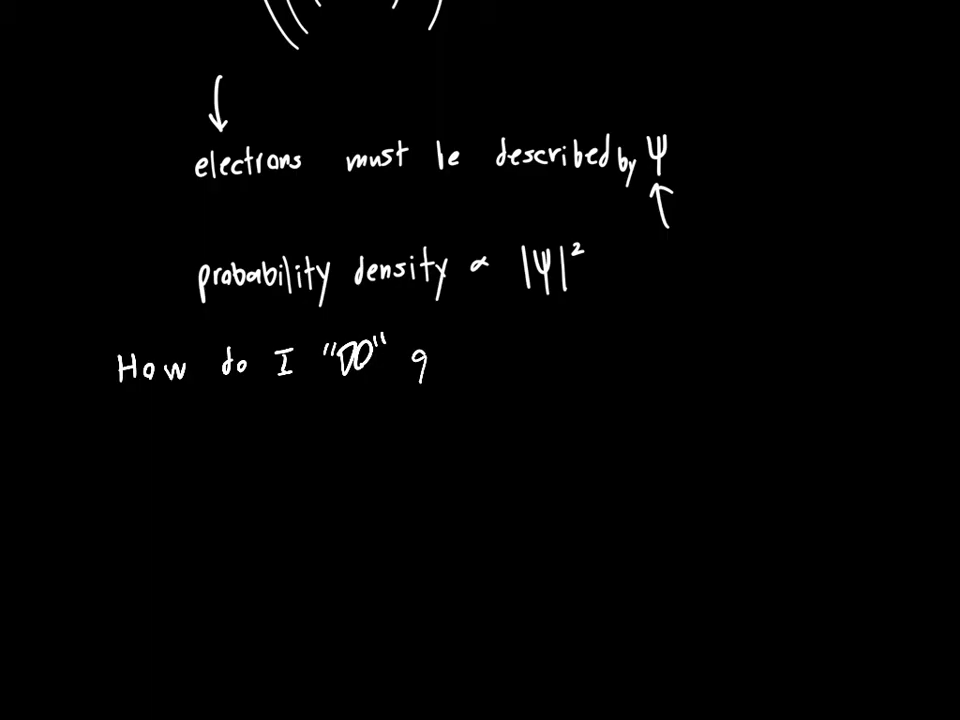 electrons must be described by Ψ
probability density ∝ |Ψ|²
How do I "DO" q